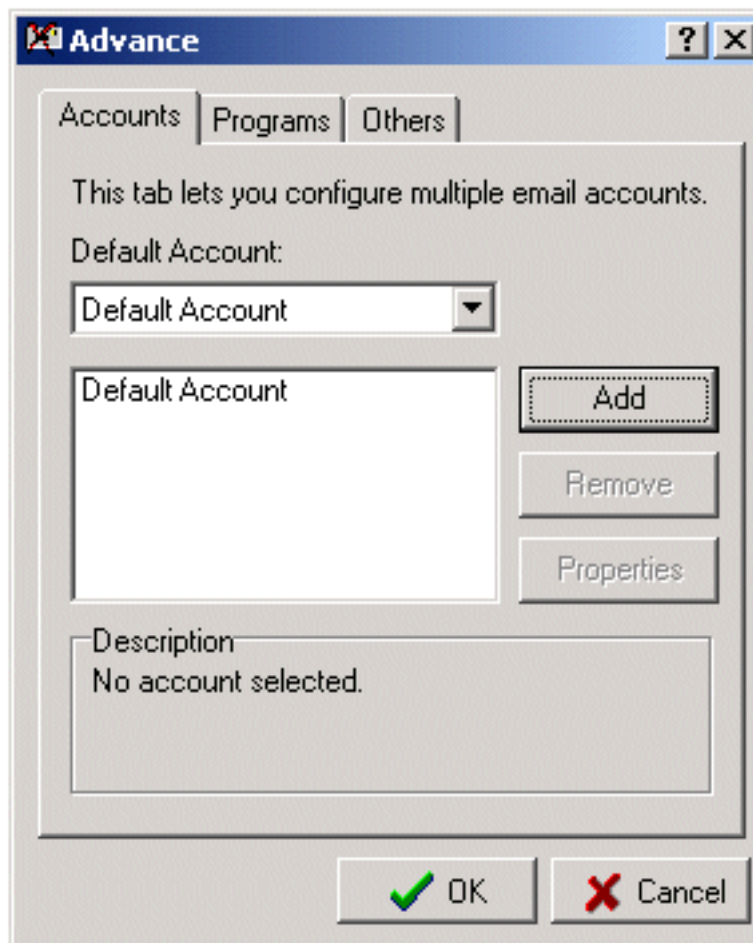 Advance
Accounts Programs Others
This tab lets you configure multiple email accounts.
Default Account:
Default Account
Default Account
Add
Remove
Properties
Description
No account selected.
OK Cancel